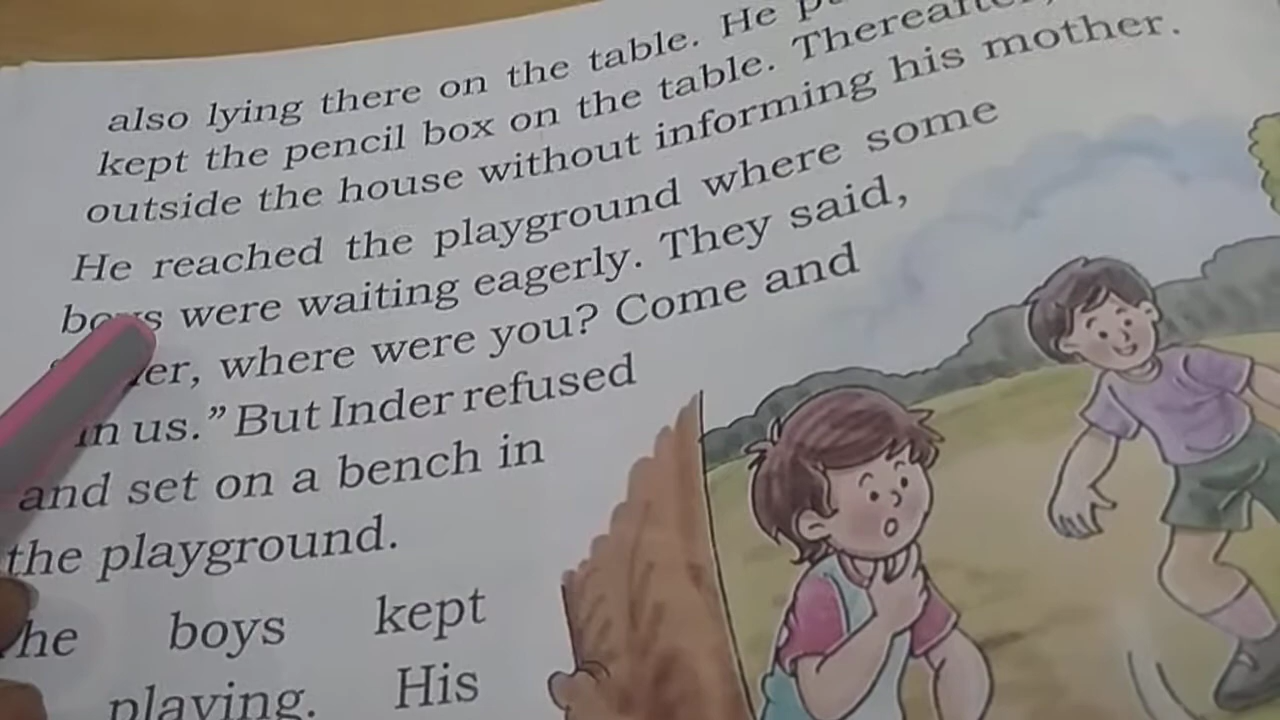 also lying there on the table. He
kept the pencil box on the table. Thereafter,
outside the house without informing his mother.
He reached the playground where some
boys were waiting eagerly. They said,
where were you? Come and
us." But Inder refused
and set on a bench in
the playground.
boys kept
playing. His